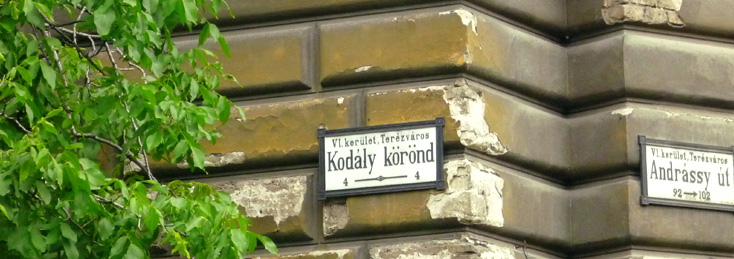 VI. kerület, Terézváros
Kodály körönd
4 4
VI. kerület, Terézváros
Andrássy út
92 → 102